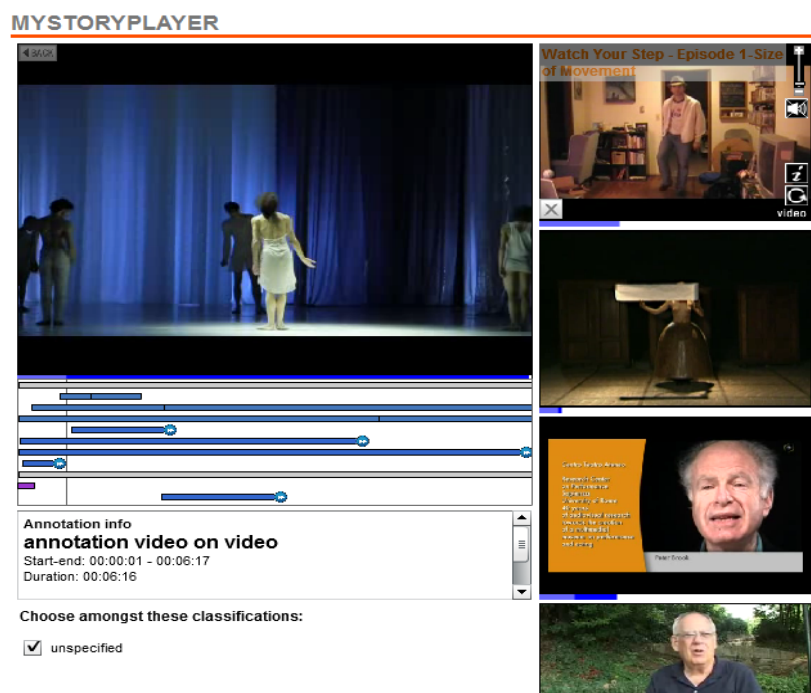 MYSTORYPLAYER
BACK
Watch Your Step - Episode 1-Size
of Movement
i
video
Peter Brook
Annotation info
annotation video on video
Start-end: 00:00:01 - 00:06:17
Duration: 00:06:16
Choose amongst these classifications:
unspecified